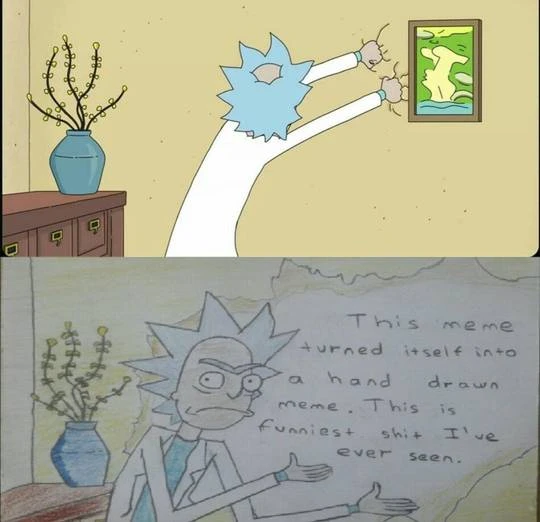 This meme
turned itself into
a hand drawn
meme. This is
funniest shit I've
ever seen.